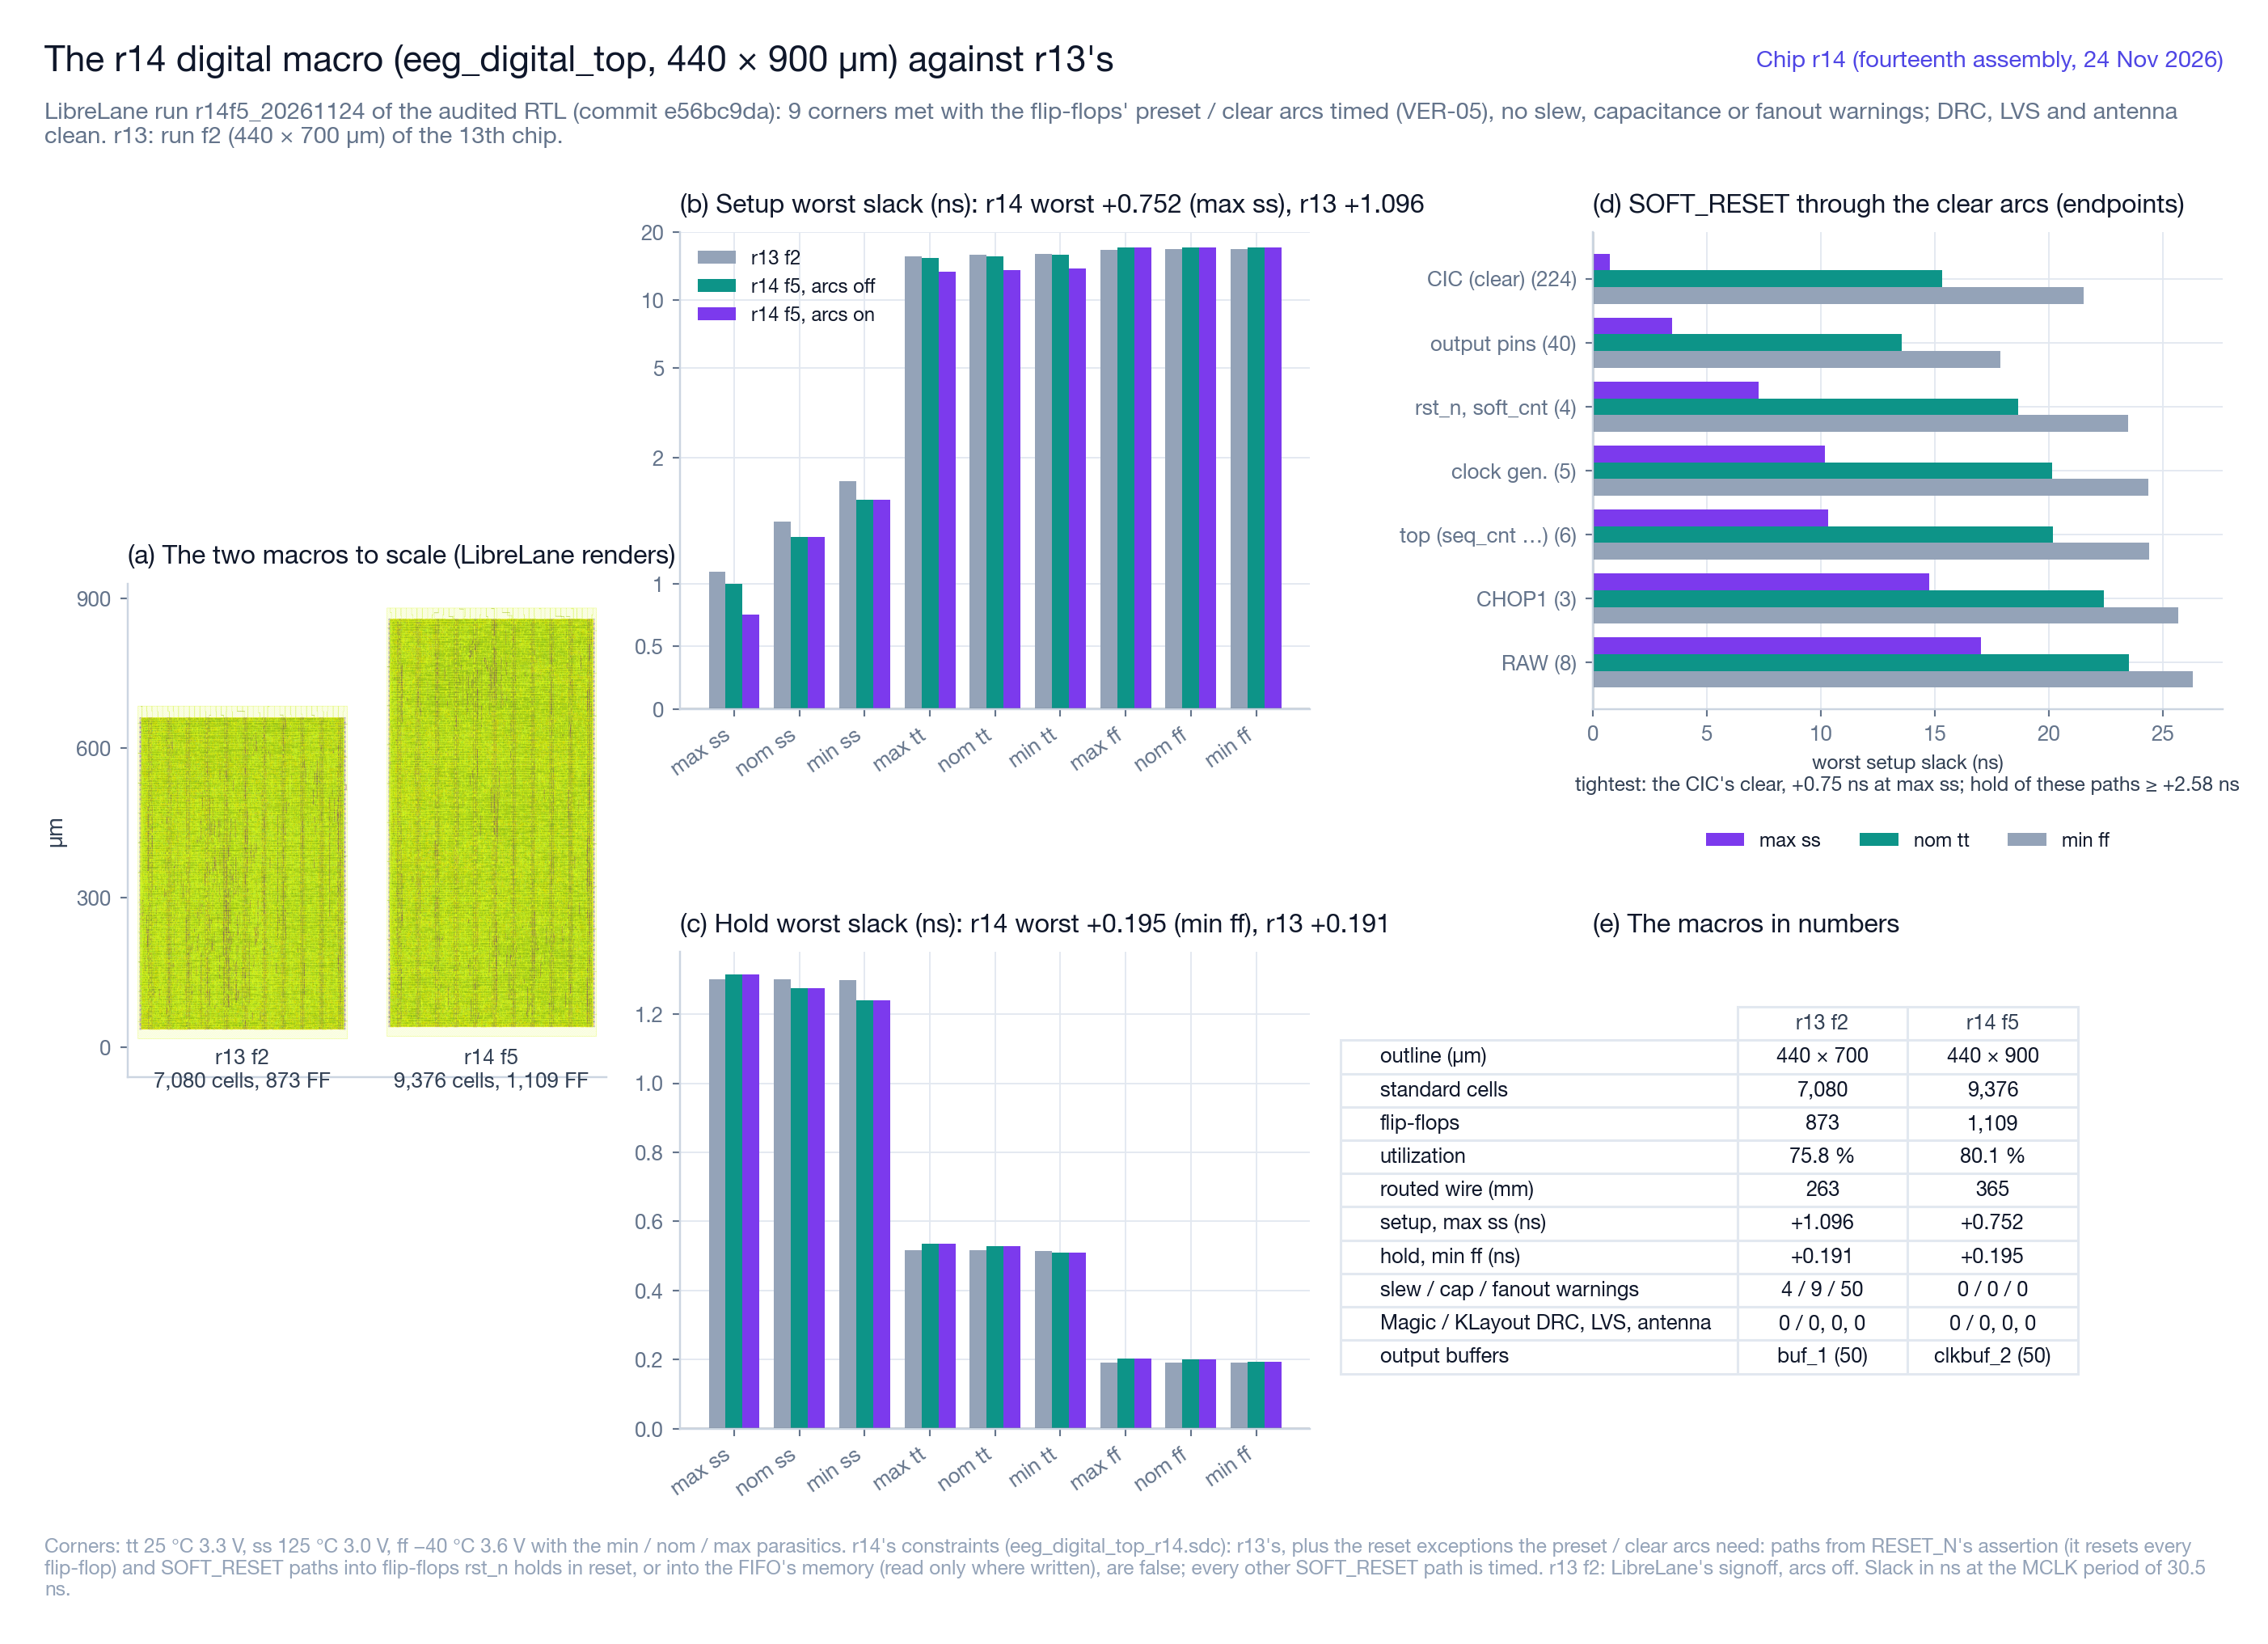 The r14 digital macro (eeg_digital_top, 440 × 900 µm) against r13's
Chip r14 (fourteenth assembly, 24 Nov 2026)
LibreLane run r14f5_20261124 of the audited RTL (commit e56bc9da): 9 corners met with the flip-flops' preset / clear arcs timed (VER-05), no slew, capacitance or fanout warnings; DRC, LVS and antenna
clean. r13: run f2 (440 × 700 µm) of the 13th chip.
(a) The two macros to scale (LibreLane renders)
900
600
300
0
µm
r13 f2
7,080 cells, 873 FF
r14 f5
9,376 cells, 1,109 FF
(b) Setup worst slack (ns): r14 worst +0.752 (max ss), r13 +1.096
20
10
5
2
1
0.5
0
r13 f2
r14 f5, arcs off
r14 f5, arcs on
max ss
nom ss
min ss
max tt
nom tt
min tt
max ff
nom ff
min ff
(c) Hold worst slack (ns): r14 worst +0.195 (min ff), r13 +0.191
1.2
1.0
0.8
0.6
0.4
0.2
0.0
max ss
nom ss
min ss
max tt
nom tt
min tt
max ff
nom ff
min ff
(d) SOFT_RESET through the clear arcs (endpoints)
CIC (clear) (224)
output pins (40)
rst_n, soft_cnt (4)
clock gen. (5)
top (seq_cnt …) (6)
CHOP1 (3)
RAW (8)
0 5 10 15 20 25
worst setup slack (ns)
tightest: the CIC's clear, +0.75 ns at max ss; hold of these paths ≥ +2.58 ns
max ss nom tt min ff
(e) The macros in numbers
r13 f2 r14 f5
outline (µm) 440 × 700 440 × 900
standard cells 7,080 9,376
flip-flops 873 1,109
utilization 75.8 % 80.1 %
routed wire (mm) 263 365
setup, max ss (ns) +1.096 +0.752
hold, min ff (ns) +0.191 +0.195
slew / cap / fanout warnings 4 / 9 / 50 0 / 0 / 0
Magic / KLayout DRC, LVS, antenna 0 / 0, 0, 0 0 / 0, 0, 0
output buffers buf_1 (50) clkbuf_2 (50)
Corners: tt 25 °C 3.3 V, ss 125 °C 3.0 V, ff −40 °C 3.6 V with the min / nom / max parasitics. r14's constraints (eeg_digital_top_r14.sdc): r13's, plus the reset exceptions the preset / clear arcs need: paths from RESET_N's assertion (it resets every
flip-flop) and SOFT_RESET paths into flip-flops rst_n holds in reset, or into the FIFO's memory (read only where written), are false; every other SOFT_RESET path is timed. r13 f2: LibreLane's signoff, arcs off. Slack in ns at the MCLK period of 30.5
ns.